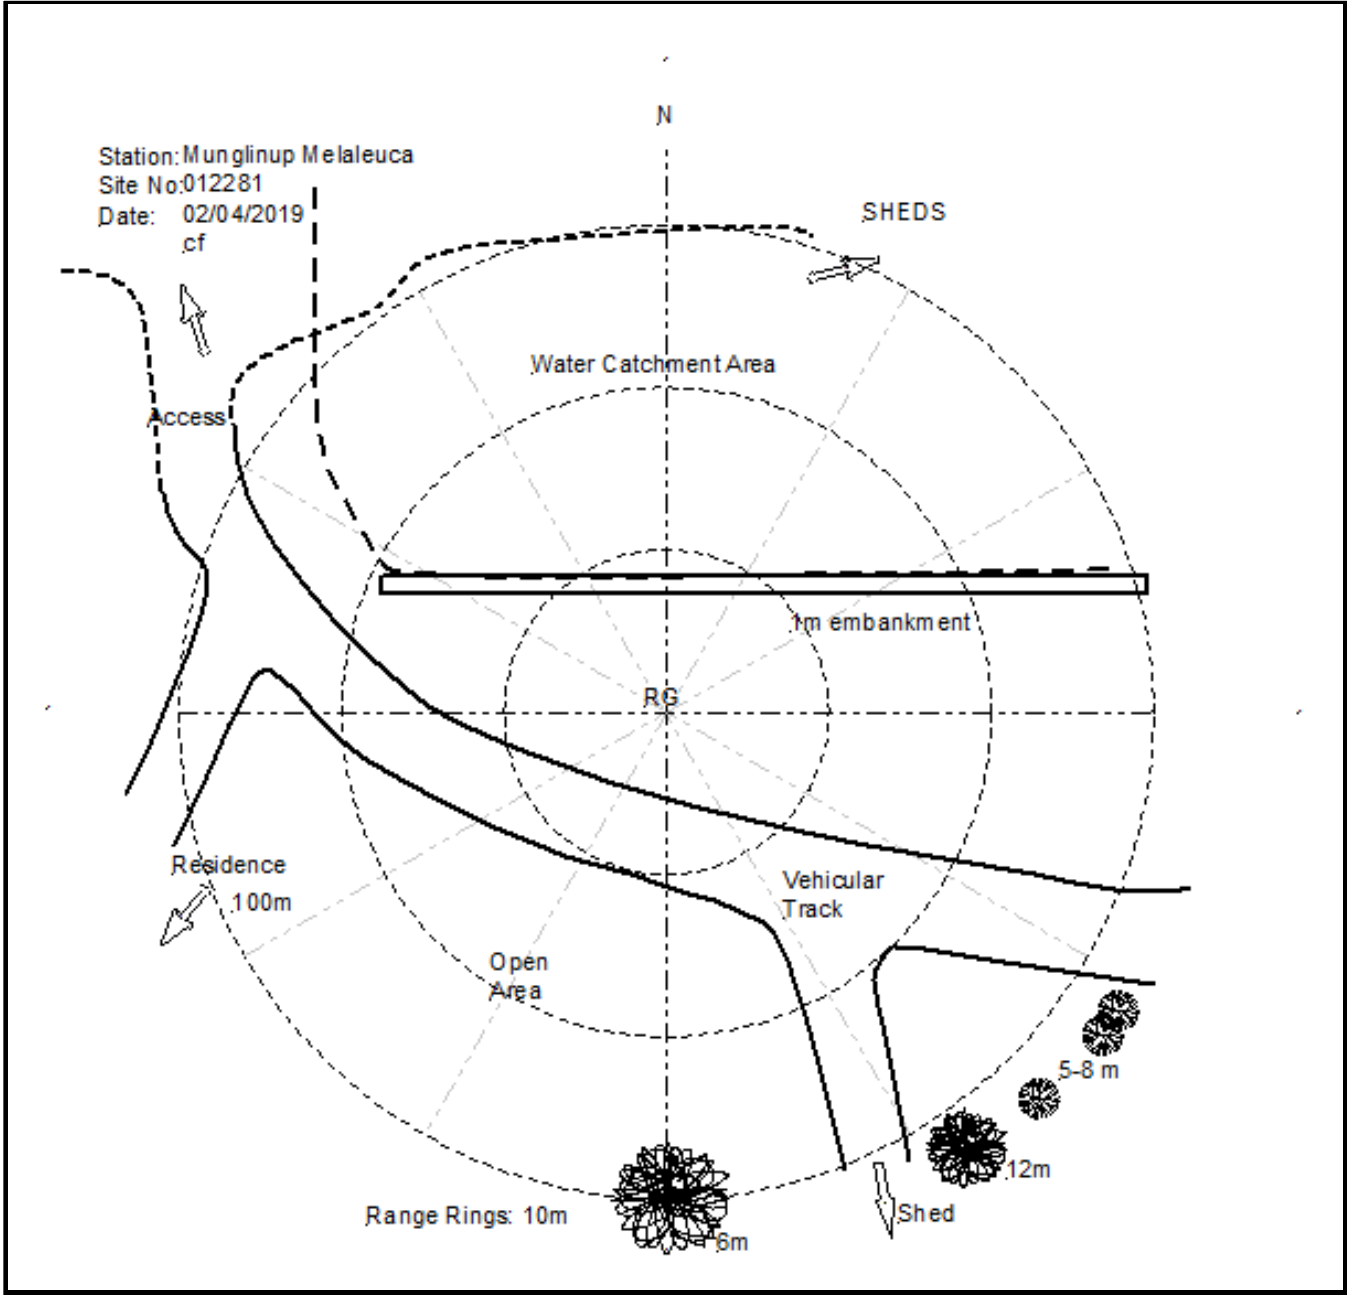 N
Station: Munglinup Melaleuca
Site No: 012281
Date: 02/04/2019
cf
SHEDS
Water Catchment Area
Access
1m embankment
RG
Residence
100m
Vehicular
Track
Open
Area
5-8 m
12m
Shed
Range Rings: 10m
6m